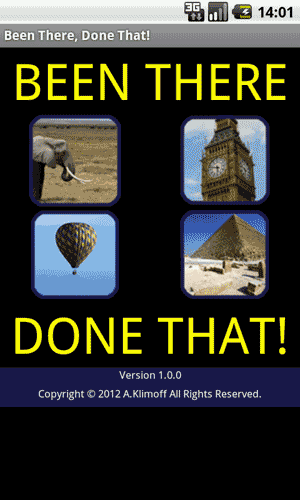 3G 14:01
Been There, Done That!
BEEN THERE
DONE THAT!
Version 1.0.0
Copyright © 2012 A.Klimoff All Rights Reserved.